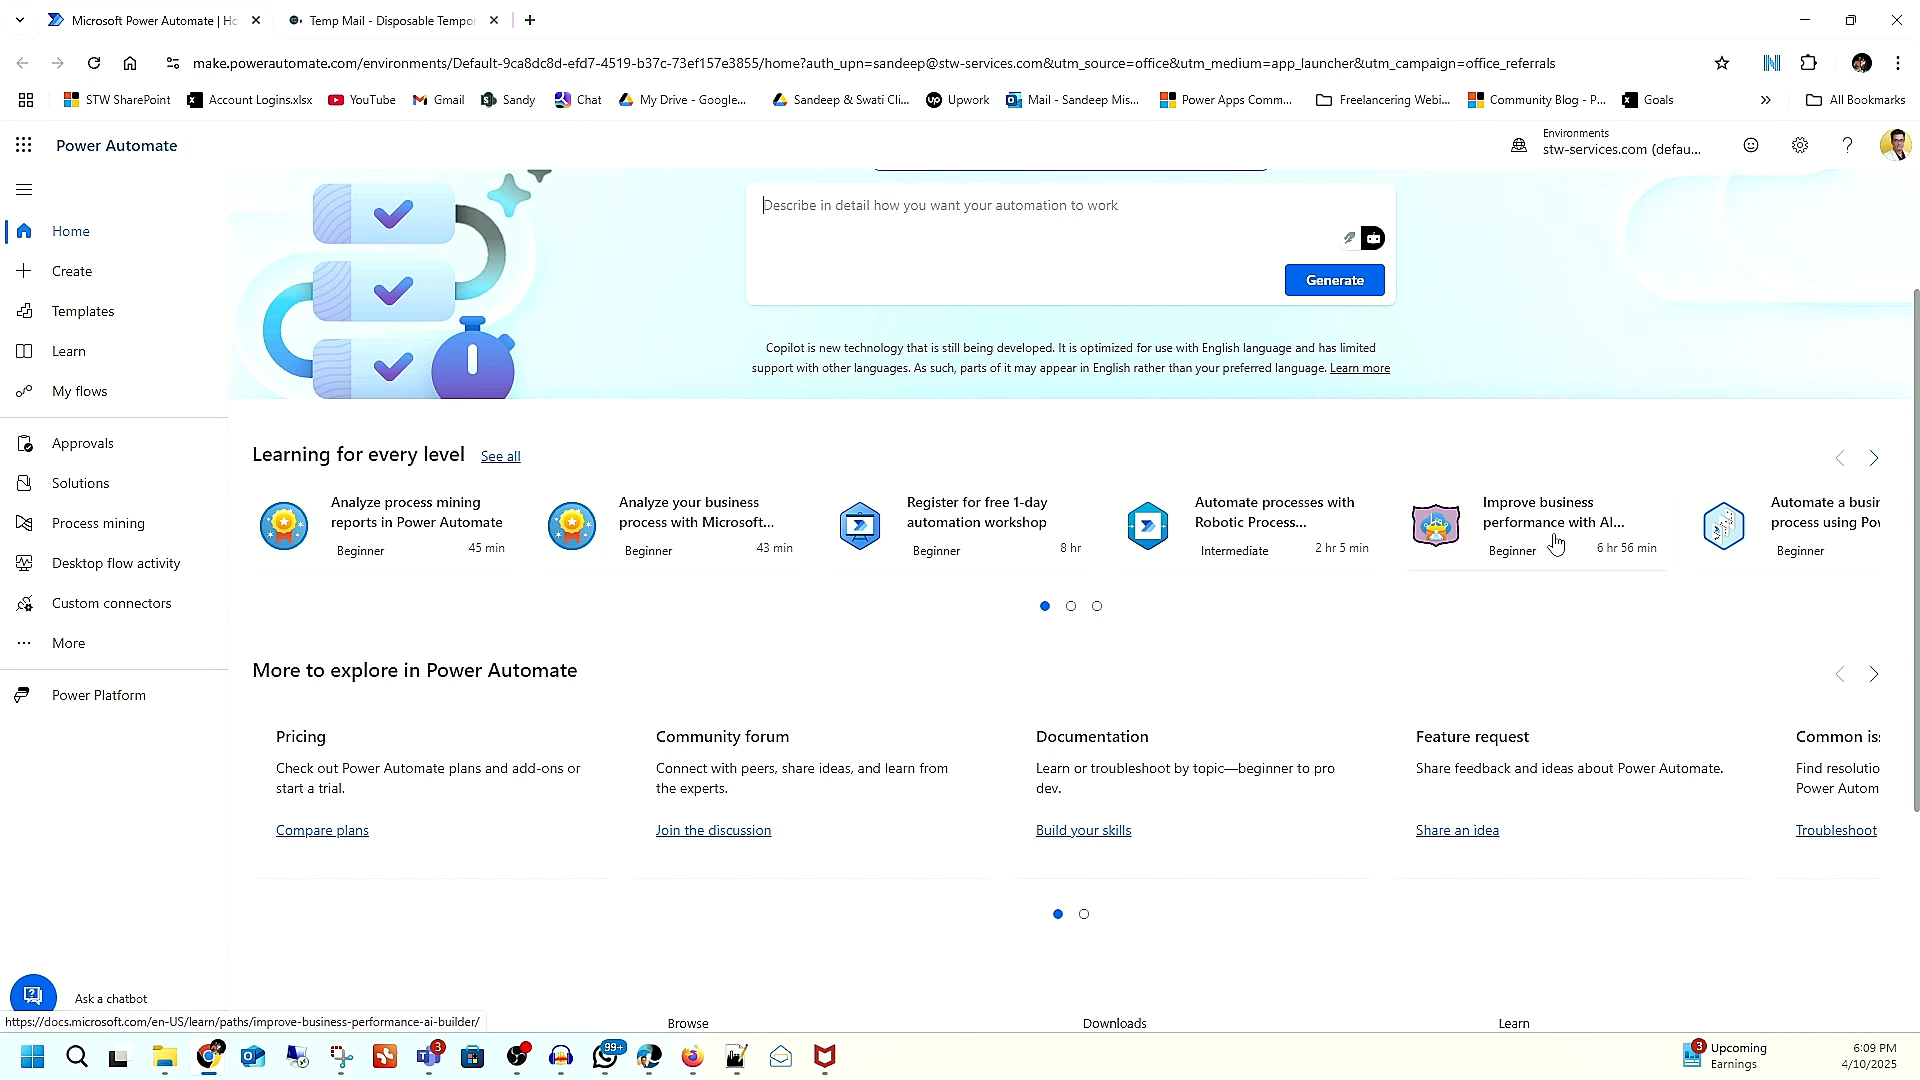 Microsoft Power Automate | Ho
Temp Mail - Disposable Tempor
make.powerautomate.com/environments/Default-9ca8dc8d-efd7-4519-b37c-73ef157e3855/home?auth_upn=sandeep@stw-services.com&utm_source=office&utm_medium=app_launcher&utm_campaign=office_referrals
STW SharePoint
Account Logins.xlsx
YouTube
Gmail
Sandy
Chat
My Drive - Google...
Sandeep & Swati Cli...
Upwork
Mail - Sandeep Mis...
Power Apps Comm...
Freelancering Webi...
Community Blog - P...
Goals
All Bookmarks
Power Automate
Environments
stw-services.com (defau...
Home
Create
Templates
Learn
My flows
Approvals
Solutions
Process mining
Desktop flow activity
Custom connectors
More
Power Platform
Ask a chatbot
Describe in detail how you want your automation to work
Generate
Copilot is new technology that is still being developed. It is optimized for use with English language and has limited
support with other languages. As such, parts of it may appear in English rather than your preferred language. Learn more
Learning for every level See all
Analyze process mining
reports in Power Automate
Beginner 45 min
Analyze your business
process with Microsoft...
Beginner 43 min
Register for free 1-day
automation workshop
Beginner 8 hr
Automate processes with
Robotic Process...
Intermediate 2 hr 5 min
Improve business
performance with AI...
Beginner 6 hr 56 min
Automate a busin
process using Pow
Beginner
More to explore in Power Automate
Pricing
Check out Power Automate plans and add-ons or
start a trial.
Compare plans
Community forum
Connect with peers, share ideas, and learn from
the experts.
Join the discussion
Documentation
Learn or troubleshoot by topic—beginner to pro
dev.
Build your skills
Feature request
Share feedback and ideas about Power Automate.
Share an idea
Common is
Find resolutio
Power Autom
Troubleshoot
https://docs.microsoft.com/en-US/learn/paths/improve-business-performance-ai-builder/
Browse
Downloads
Learn
3
99+
3
Upcoming
Earnings
6:09 PM
4/10/2025